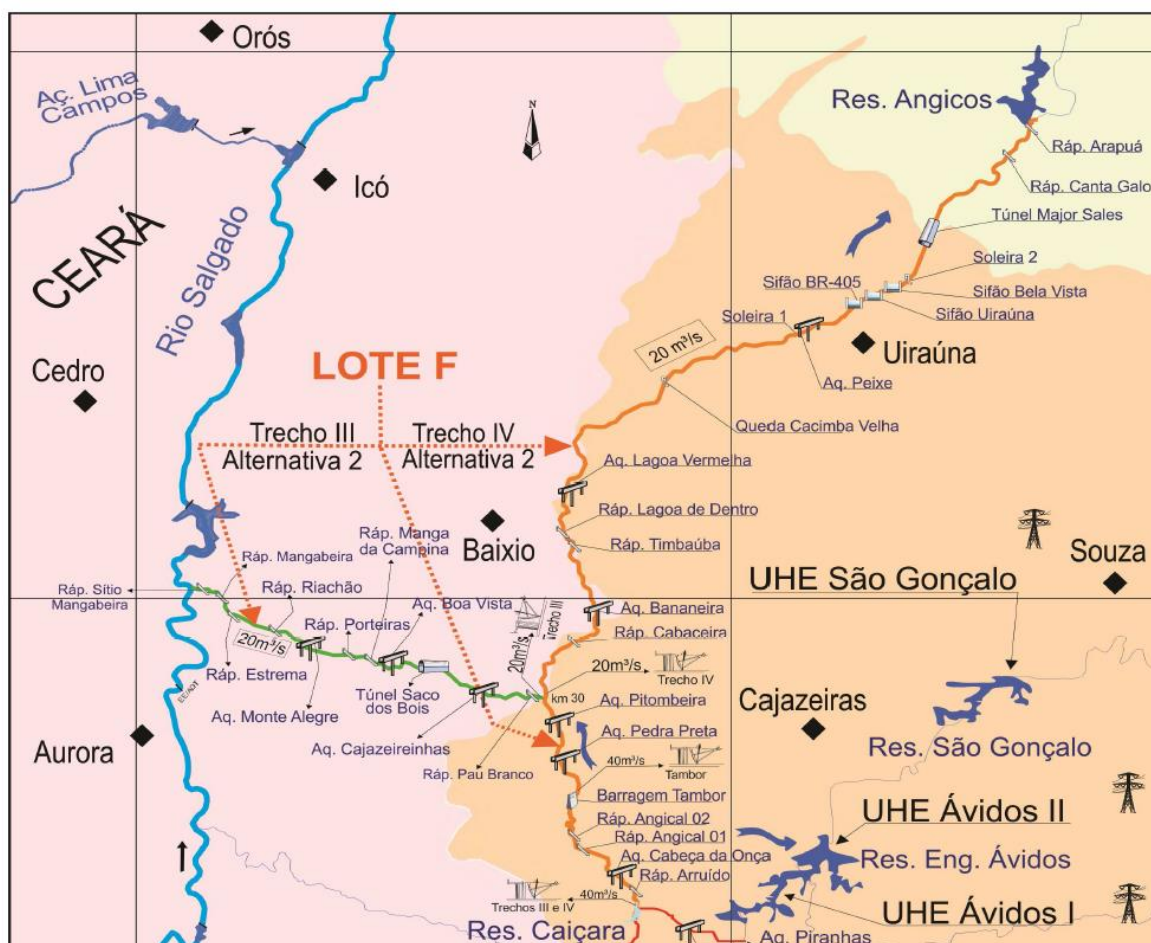 Orós
Aç. Lima
Campos
Res. Angicos
N
Ráp. Arapuá
Icó
Ráp. Canta Galo
Túnel Major Sales
CEARÁ
Rio Salgado
Soleira 2
Sifão BR-405
Sifão Bela Vista
Sifão Uiraúna
Soleira 1
20 m³/s
Uiraúna
Cedro
LOTE F
Aq. Peixe
Queda Cacimba Velha
Trecho III
Alternativa 2
Trecho IV
Alternativa 2
Aq. Lagoa Vermelha
Ráp. Lagoa de Dentro
Ráp. Timbaúba
Baixio
Ráp. Manga
da Campina
Ráp. Mangabeira
Ráp. Sítio
Mangabeira
Ráp. Riachão
Aq. Boa Vista
UHE São Gonçalo
Souza
Trecho III
20m³/s
Aq. Bananeira
Ráp. Porteiras
Ráp. Cabaceira
20m³/s
Ráp. Estrema
20m³/s
Trecho IV
Túnel Saco
dos Bois
km 30
Aq. Pitombeira
Cajazeiras
Aq. Monte Alegre
Aq. Pedra Preta
Aurora
Aq. Cajazeireinhas
Res. São Gonçalo
40m³/s
Tambor
Ráp. Pau Branco
Barragem Tambor
Ráp. Angical 02
UHE Ávidos II
Ráp. Angical 01
Aq. Cabeça da Onça
Res. Eng. Ávidos
Ráp. Arruído
40m³/s
Trechos III e IV
UHE Ávidos I
Res. Caiçara
Aq. Piranhas